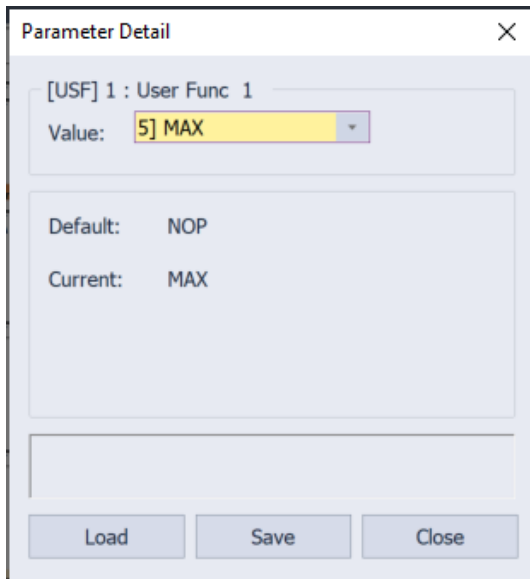 Parameter Detail
[USF] 1 : User Func 1
Value: 5] MAX
Default: NOP
Current: MAX
Load Save Close